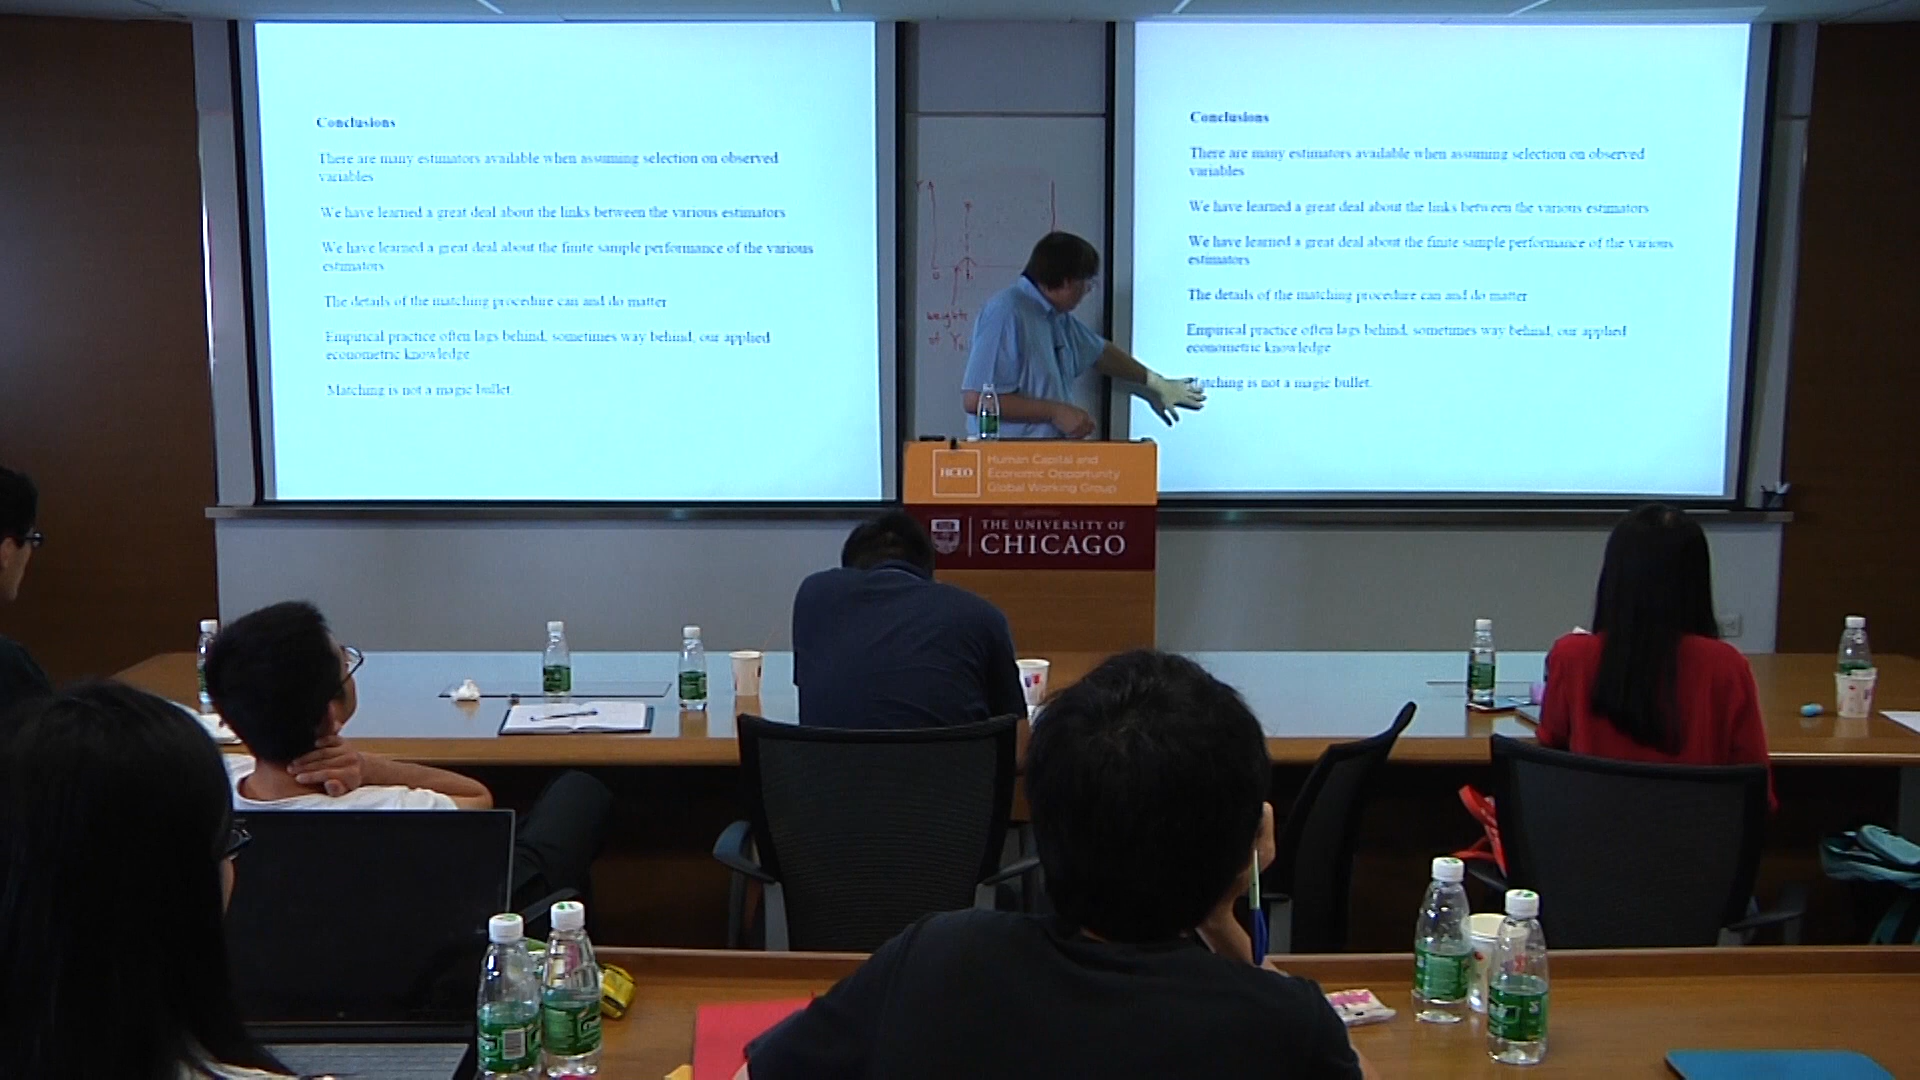 Conclusions
There are many estimators available when assuming selection on observed
variables
We have learned a great deal about the links between the various estimators
We have learned a great deal about the finite sample performance of the various
estimators
The details of the matching procedure can and do matter
Empirical practice often lags behind, sometimes way behind, our applied
econometric knowledge
Matching is not a magic bullet.
Y
0
weights
of Y
Conclusions
There are many estimators available when assuming selection on observed
variables
We have learned a great deal about the links between the various estimators
We have learned a great deal about the finite sample performance of the various
estimators
The details of the matching procedure can and do matter
Empirical practice often lags behind, sometimes way behind, our applied
econometric knowledge
Matching is not a magic bullet.
HCEO
Human Capital and
Economic Opportunity
Global Working Group
THE UNIVERSITY OF
CHICAGO